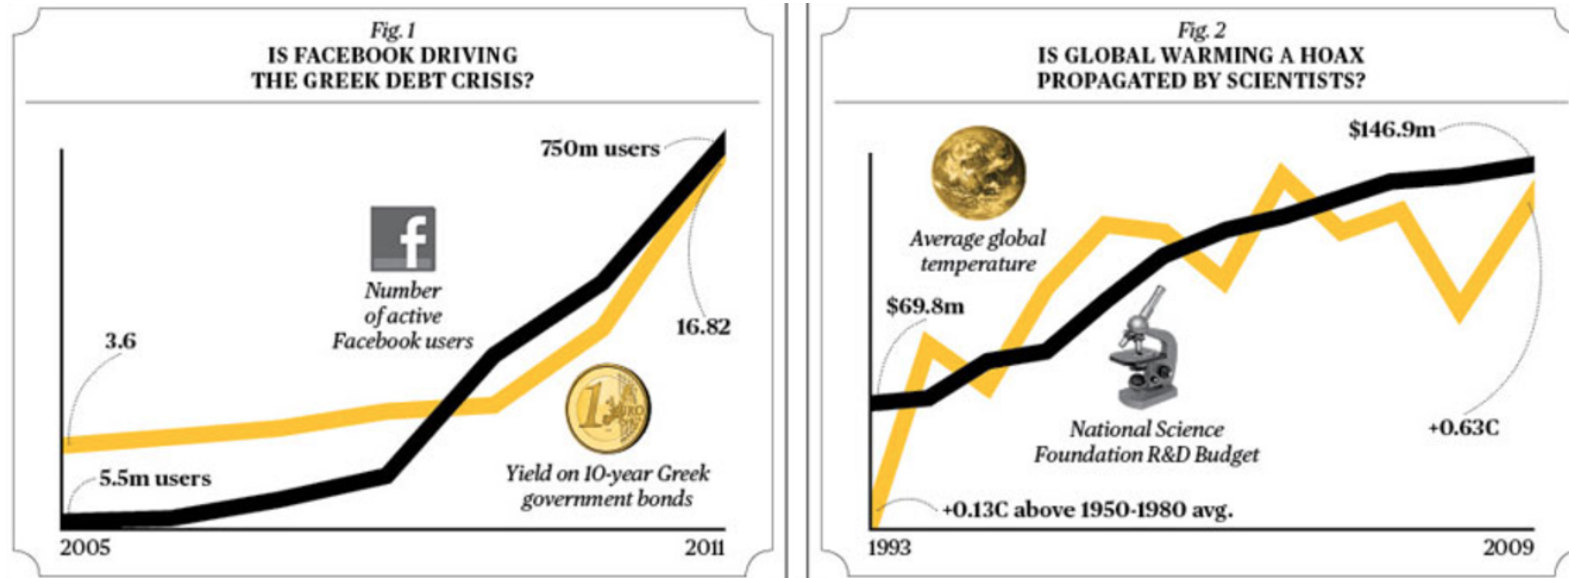 Fig. 1
IS FACEBOOK DRIVING
THE GREEK DEBT CRISIS?
750m users
f
Number
of active
Facebook users
3.6
16.82
1
EURO
5.5m users
Yield on 10-year Greek
government bonds
2005
2011
Fig. 2
IS GLOBAL WARMING A HOAX
PROPAGATED BY SCIENTISTS?
$146.9m
Average global
temperature
$69.8m
National Science
Foundation R&D Budget
+0.63C
+0.13C above 1950-1980 avg.
1993
2009